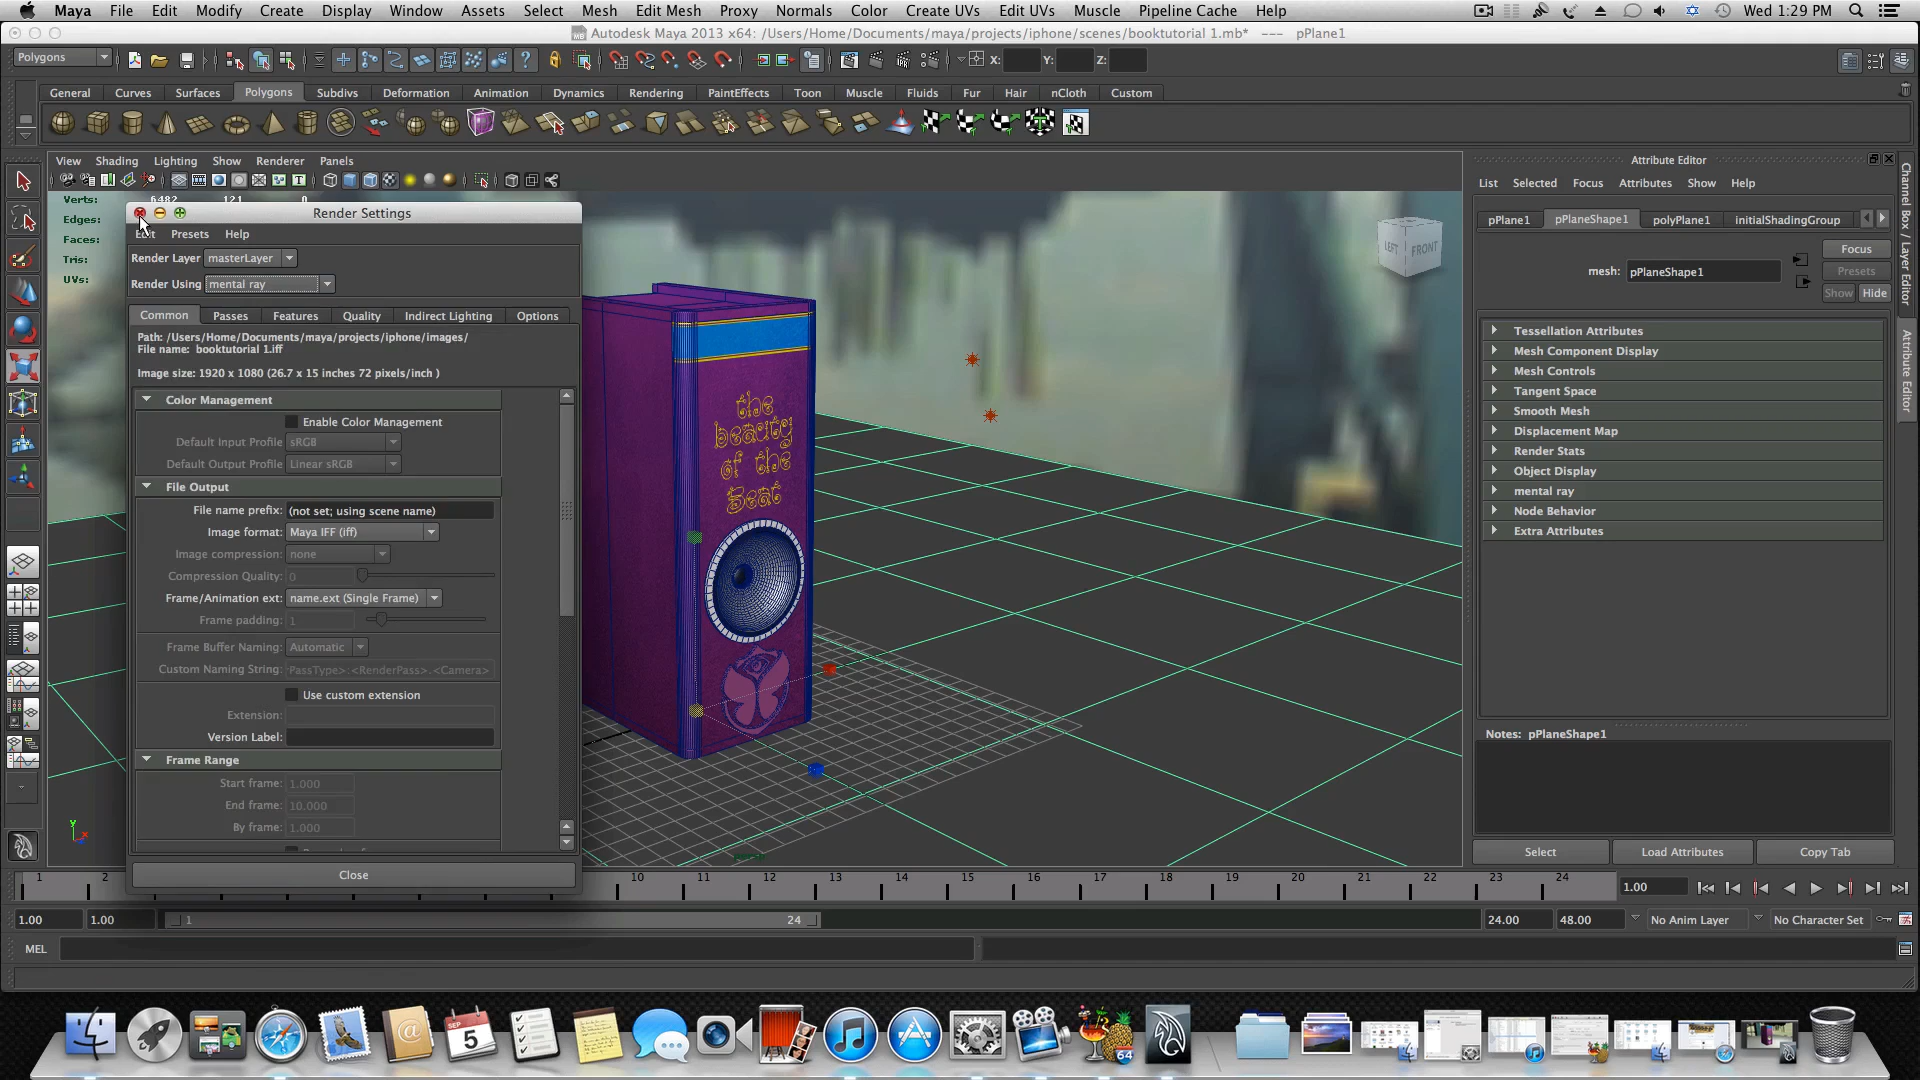 Maya File Edit Modify Create Display Window Assets Select Mesh Edit Mesh Proxy Normals Color Create UVs Edit UVs Muscle Pipeline Cache Help Wed 1:29 PM
Autodesk Maya 2013 x64: /Users/Home/Documents/maya/projects/iphone/scenes/booktutorial 1.mb* --- pPlane1
Polygons X: Y: Z:
General Curves Surfaces Polygons Subdivs Deformation Animation Dynamics Rendering PaintEffects Toon Muscle Fluids Fur Hair nCloth Custom
View Shading Lighting Show Renderer Panels
Verts: 6482 121 0
Edges:
Faces:
Tris:
UVs:
Render Settings
Edit Presets Help
Render Layer masterLayer
Render Using mental ray
Common Passes Features Quality Indirect Lighting Options
Path: /Users/Home/Documents/maya/projects/iphone/images/
File name: booktutorial 1.iff
Image size: 1920 x 1080 (26.7 x 15 inches 72 pixels/inch )
Color Management
Enable Color Management
Default Input Profile sRGB
Default Output Profile Linear sRGB
File Output
File name prefix: (not set; using scene name)
Image format: Maya IFF (iff)
Image compression: none
Compression Quality: 0
Frame/Animation ext: name.ext (Single Frame)
Frame padding: 1
Frame Buffer Naming: Automatic
Custom Naming String: PassType>:<RenderPass>.<Camera>
Use custom extension
Extension:
Version Label:
Frame Range
Start frame: 1.000
End frame: 10.000
By frame: 1.000
Close
the
beauty
of the
Beat
LEFT FRONT
y x
Attribute Editor
List Selected Focus Attributes Show Help
pPlane1 pPlaneShape1 polyPlane1 initialShadingGroup
Focus
mesh: pPlaneShape1 Presets
Show Hide
Tessellation Attributes
Mesh Component Display
Mesh Controls
Tangent Space
Smooth Mesh
Displacement Map
Render Stats
Object Display
mental ray
Node Behavior
Extra Attributes
Notes: pPlaneShape1
Select Load Attributes Copy Tab
Channel Box / Layer Editor
Attribute Editor
1 2 10 11 12 13 14 15 16 17 18 19 20 21 22 23 24 1.00
1.00 1.00 1 24 24.00 48.00 No Anim Layer No Character Set
MEL
SEP
5
64